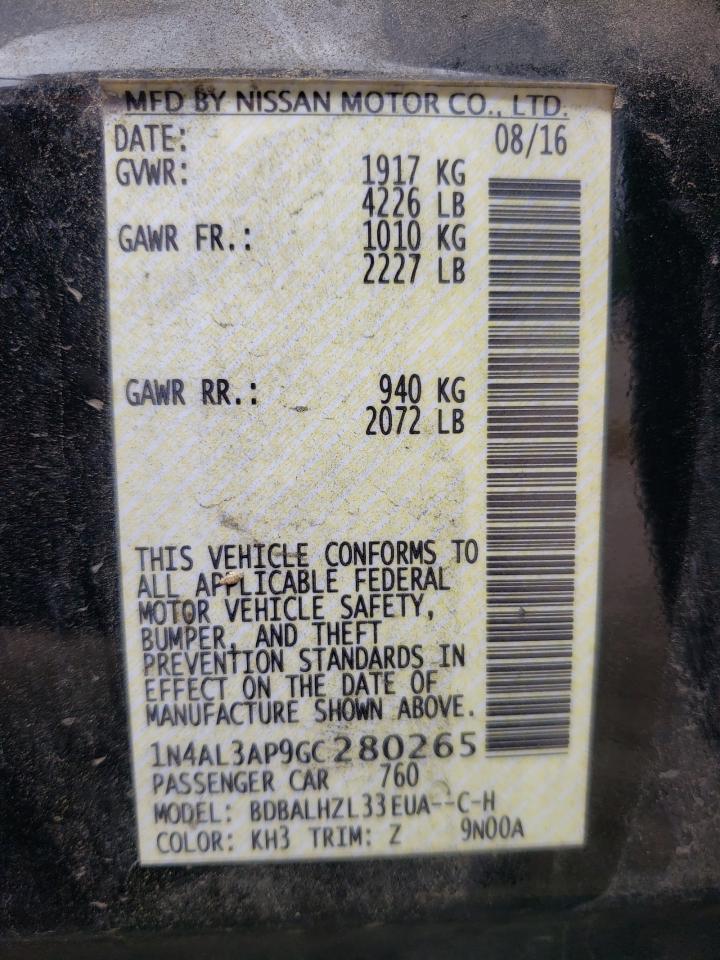 MFD BY NISSAN MOTOR CO., LTD.
DATE: 08/16
GVWR: 1917 KG
4226 LB
GAWR FR.: 1010 KG
2227 LB
GAWR RR.: 940 KG
2072 LB
THIS VEHICLE CONFORMS TO
ALL APPLICABLE FEDERAL
MOTOR VEHICLE SAFETY,
BUMPER, AND THEFT
PREVENTION STANDARDS IN
EFFECT ON THE DATE OF
MANUFACTURE SHOWN ABOVE.
1N4AL3AP9GC280265
PASSENGER CAR 760
MODEL: BDBALHZL33EUA--C-H
COLOR: KH3 TRIM: Z 9N00A